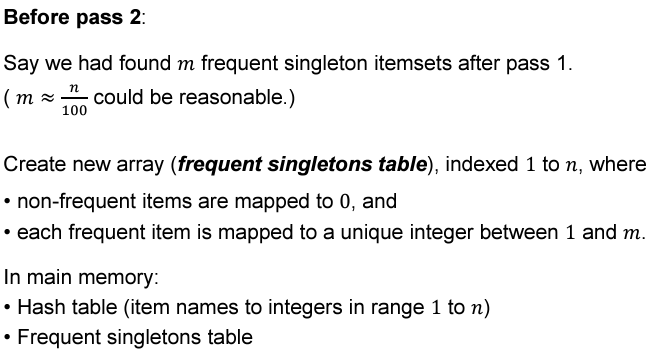 Before pass 2:
Say we had found m frequent singleton itemsets after pass 1.
( m ≈ n/100 could be reasonable.)
Create new array (frequent singletons table), indexed 1 to n, where
• non-frequent items are mapped to 0, and
• each frequent item is mapped to a unique integer between 1 and m.
In main memory:
• Hash table (item names to integers in range 1 to n)
• Frequent singletons table